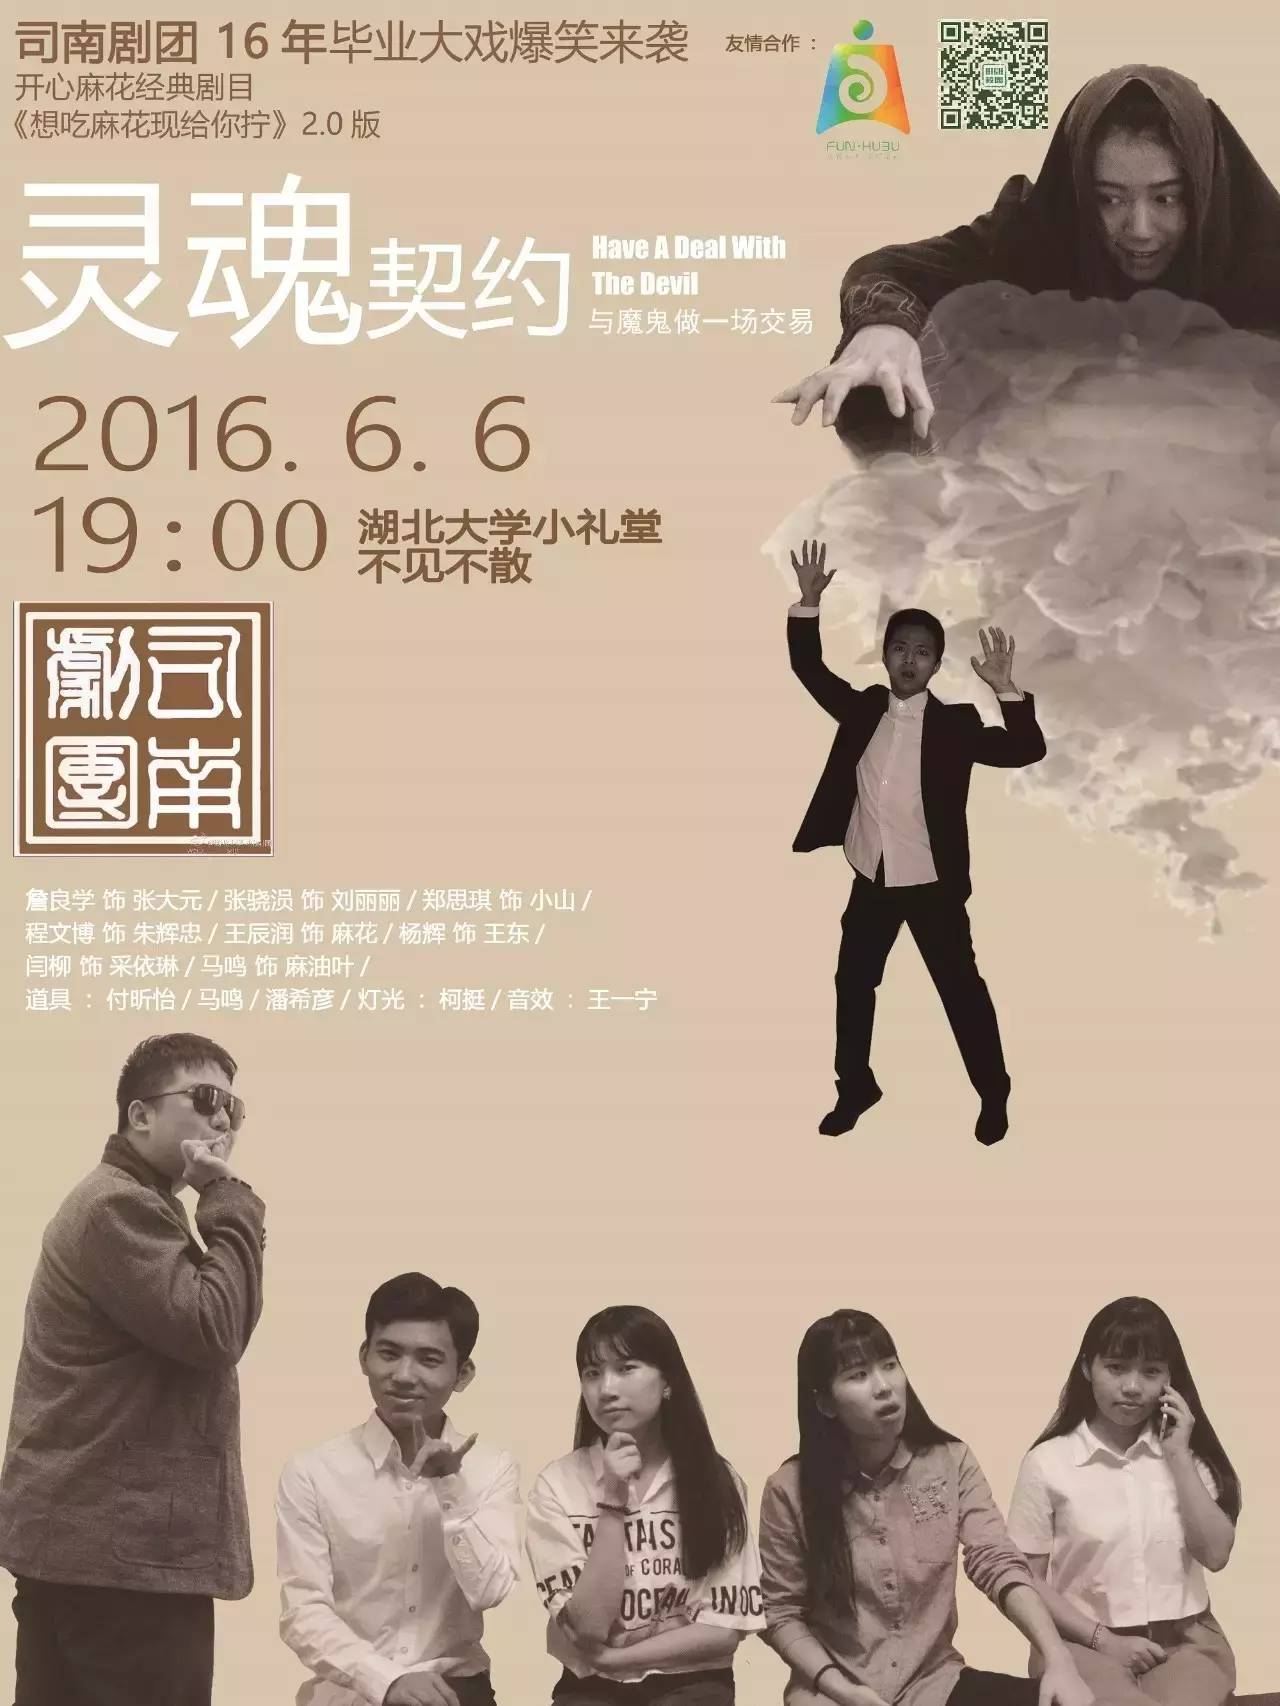 司南剧团 16 年毕业大戏爆笑来袭
友情合作：
开心麻花经典剧目
《想吃麻花现给你拧》2.0 版
FUN·HUBU
灵魂契约
Have A Deal With
The Devil
与魔鬼做一场交易
2016. 6. 6
19:00
湖北大学小礼堂
不见不散
司南
劇團
詹良学 饰 张大元 / 张骁涢 饰 刘丽丽 / 郑思琪 饰 小山 /
程文博 饰 朱辉忠 / 王辰润 饰 麻花 / 杨辉 饰 王东 /
闫柳 饰 采依琳 / 马鸣 饰 麻油叶 /
道具 ： 付昕怡 / 马鸣 / 潘希彦 / 灯光 ： 柯挺 / 音效 ： 王一宁
OF CORA
OCEAN IN OC